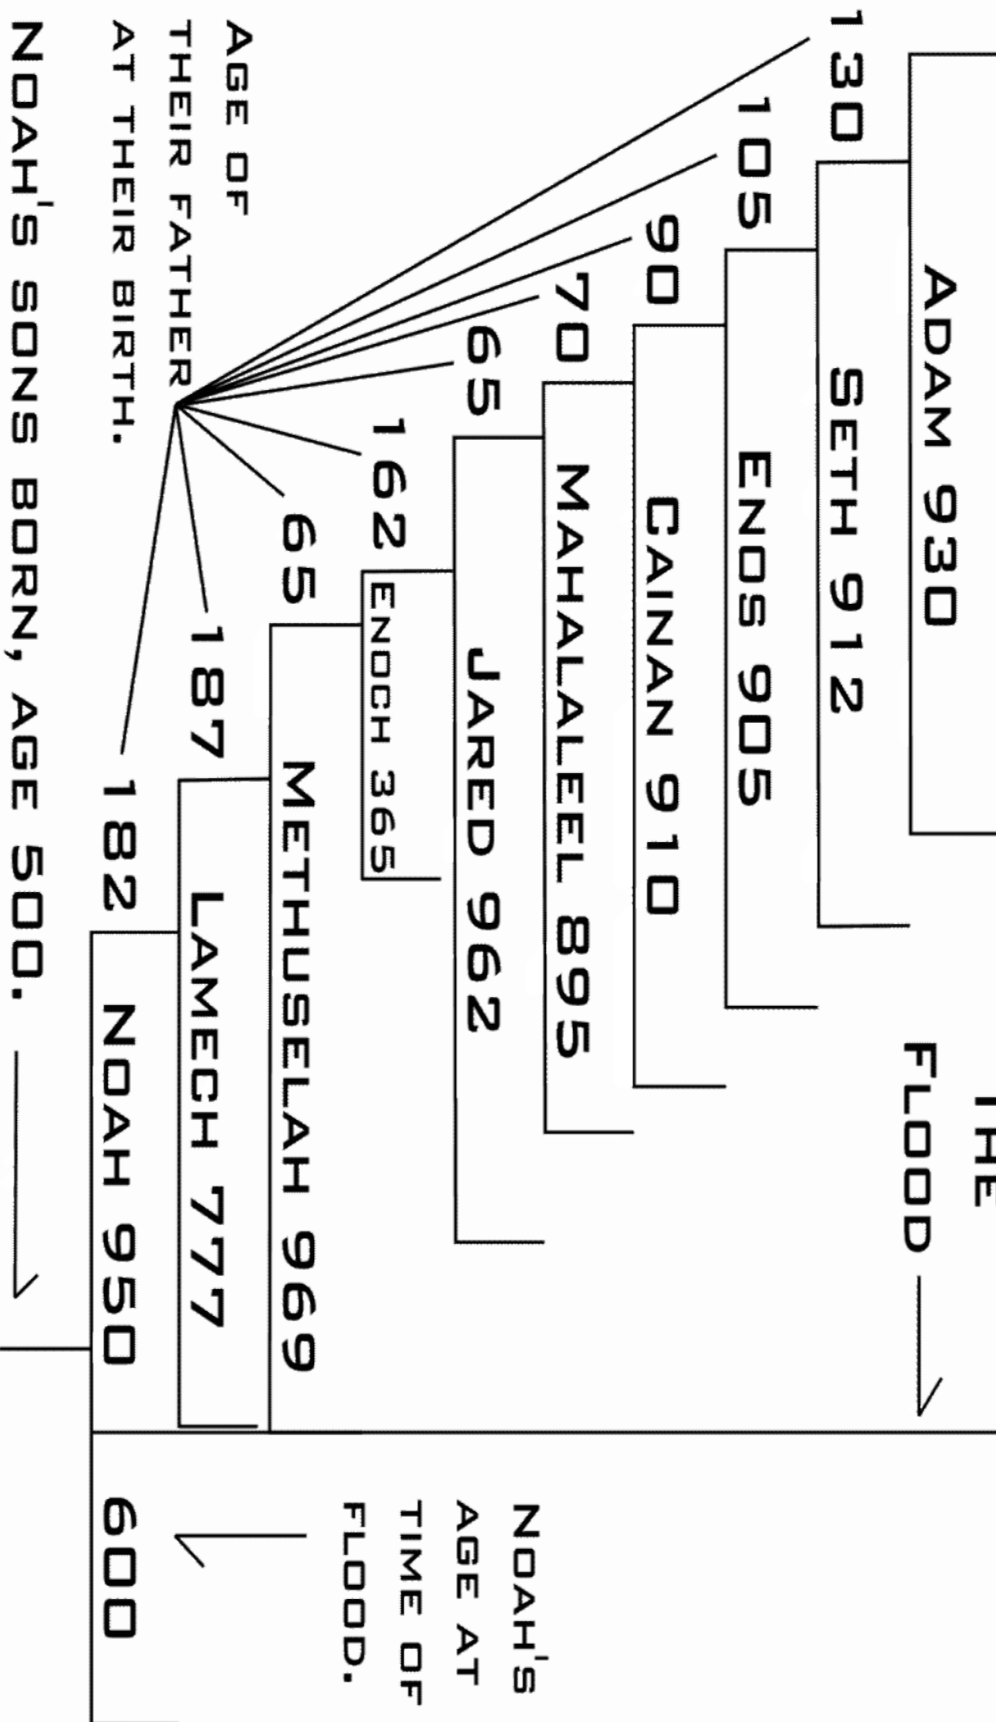 THE
FLOOD
ADAM 930
130
SETH 912
105
ENOS 905
90
CAINAN 910
70
MAHALALEEL 895
65
JARED 962
162
ENOCH 365
65
METHUSELAH 969
187
LAMECH 777
182
NOAH 950
600
NOAH'S
AGE AT
TIME OF
FLOOD.
AGE OF
THEIR FATHER
AT THEIR BIRTH.
NOAH'S SONS BORN, AGE 500.